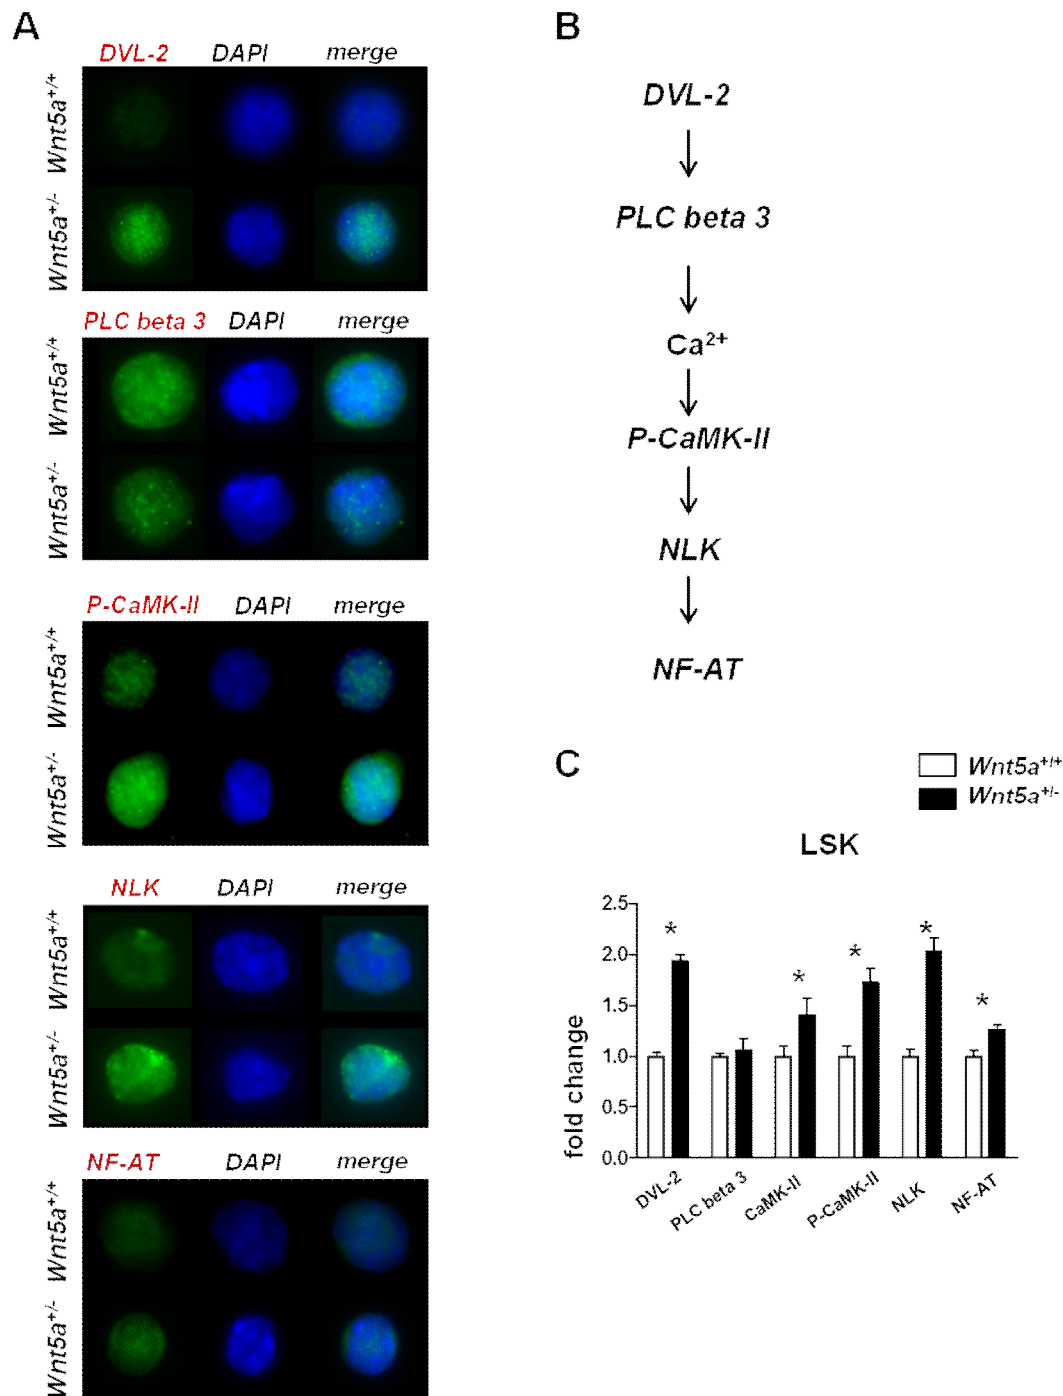 A
DVL-2 DAPI merge
Wnt5a+/+
Wnt5a+/-
PLC beta 3 DAPI merge
Wnt5a+/+
Wnt5a+/-
P-CaMK-II DAPI merge
Wnt5a+/+
Wnt5a+/-
NLK DAPI merge
Wnt5a+/+
Wnt5a+/-
NF-AT DAPI merge
Wnt5a+/+
Wnt5a+/-
B
DVL-2
PLC beta 3
Ca²⁺
P-CaMK-II
NLK
NF-AT
C
Wnt5a+/+
Wnt5a+/-
LSK
fold change
2.5
2.0
1.5
1.0
0.5
0.0
* * * * *
DVL-2 PLC beta 3 CaMK-II P-CaMK-II NLK NF-AT